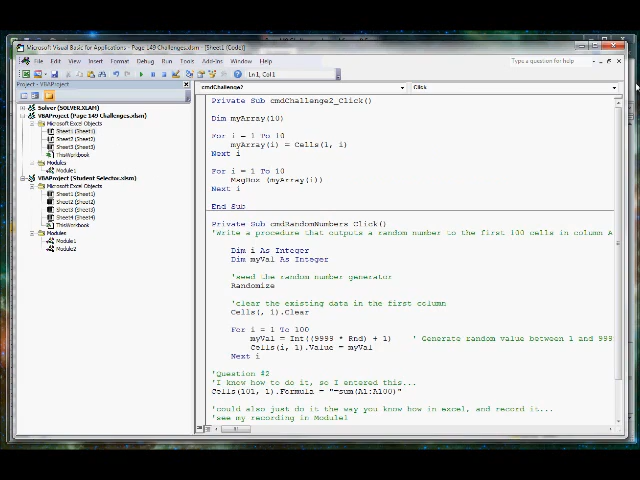 Microsoft Visual Basic for Applications - Page 149 Challenges.xlsm - [Sheet1 (Code)]
File Edit View Insert Format Debug Run Tools Add-Ins Window Help
Type a question for help
Ln 1, Col 1
Project - VBAProject
cmdChallenge2
Click
Solver (SOLVER.XLAM)
VBAProject (Page 149 Challenges.xlsm)
Microsoft Excel Objects
Sheet1 (Sheet1)
Sheet2 (Sheet2)
Sheet3 (Sheet3)
ThisWorkbook
Modules
Module1
VBAProject (Student Selector.xlsm)
Microsoft Excel Objects
Sheet1 (Sheet1)
Sheet2 (Sheet2)
Sheet3 (Sheet3)
Sheet4 (Sheet4)
ThisWorkbook
Modules
Module1
Module2
Private Sub cmdChallenge2_Click()
Dim myArray(10)
For i = 1 To 10
myArray(i) = Cells(1, i)
Next i
For i = 1 To 10
MsgBox (myArray(i))
Next i
End Sub
Private Sub cmdRandomNumbers_Click()
'Write a procedure that outputs a random number to the first 100 cells in column A
Dim i As Integer
Dim myVal As Integer
'seed the random number generator
Randomize
'clear the existing data in the first column
Cells(, 1).Clear
For i = 1 To 100
myVal = Int((9999 * Rnd) + 1) ' Generate random value between 1 and 999
Cells(i, 1).Value = myVal
Next i
'Question #2
'I know how to do it, so I entered this...
Cells(101, 1).Formula = "=sum(A1:A100)"
'could also just do it the way you know how in excel, and record it...
'see my recording in Module1